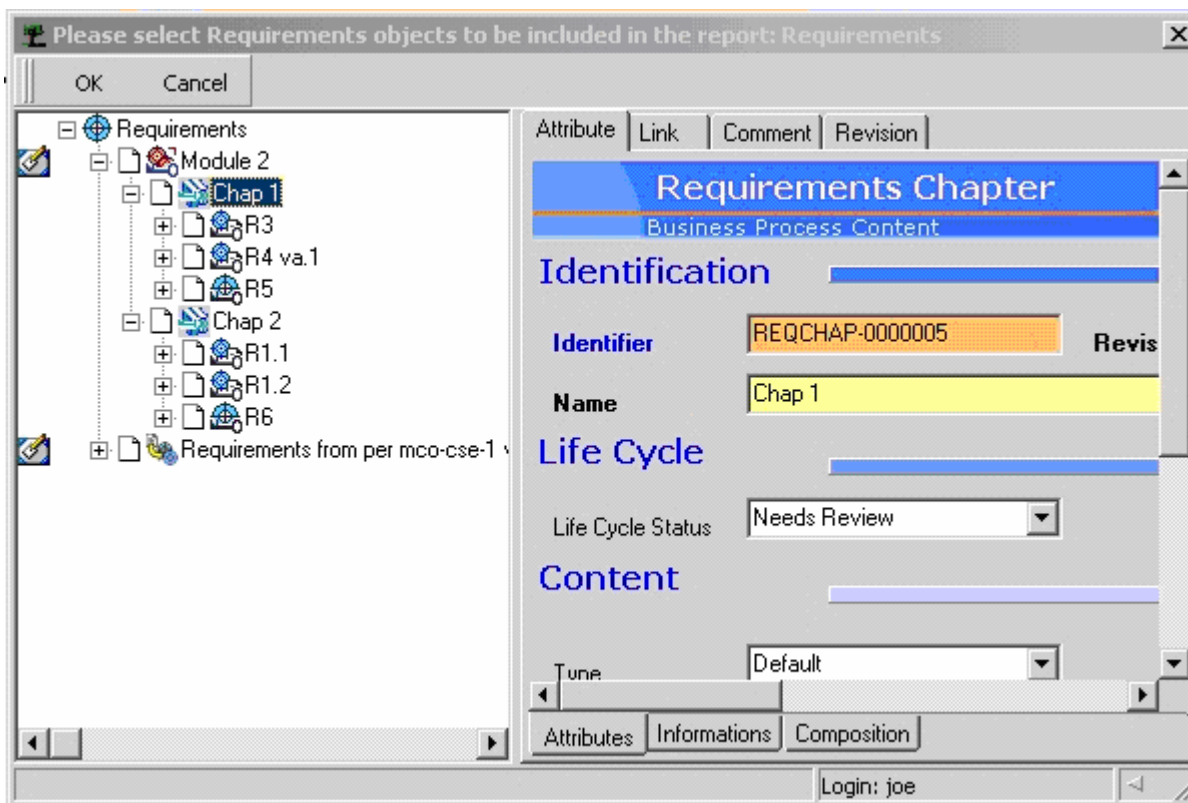 Please select Requirements objects to be included in the report: Requirements
OK Cancel
Requirements
Module 2
Chap 1
R3
R4 va.1
R5
Chap 2
R1.1
R1.2
R6
Requirements from per mco-cse-1 v
Attribute Link Comment Revision
Requirements Chapter
Business Process Content
Identification
Identifier REQCHAP-0000005 Revis
Name Chap 1
Life Cycle
Life Cycle Status Needs Review
Content
Type Default
Attributes Informations Composition
Login: joe